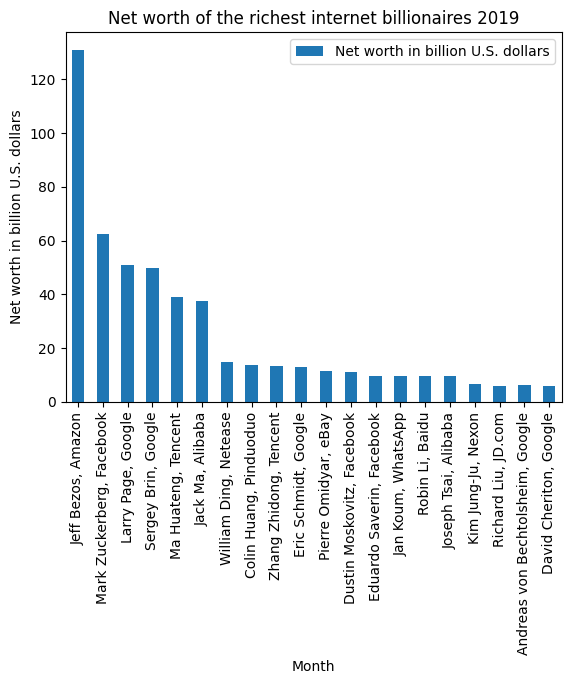 Net worth of the richest internet billionaires 2019
Net worth in billion U.S. dollars
Net worth in billion U.S. dollars
120
100
80
60
40
20
0
Jeff Bezos, Amazon
Mark Zuckerberg, Facebook
Larry Page, Google
Sergey Brin, Google
Ma Huateng, Tencent
Jack Ma, Alibaba
William Ding, Netease
Colin Huang, Pinduoduo
Zhang Zhidong, Tencent
Eric Schmidt, Google
Pierre Omidyar, eBay
Dustin Moskovitz, Facebook
Eduardo Saverin, Facebook
Jan Koum, WhatsApp
Robin Li, Baidu
Joseph Tsai, Alibaba
Kim Jung-Ju, Nexon
Richard Liu, JD.com
Andreas von Bechtolsheim, Google
David Cheriton, Google
Month